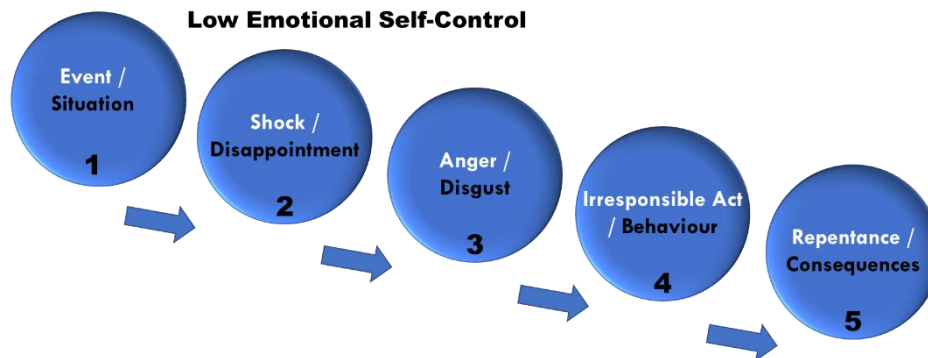 Low Emotional Self-Control
Event /
Situation
1
Shock /
Disappointment
2
Anger /
Disgust
3
Irresponsible Act
/ Behaviour
4
Repentance /
Consequences
5